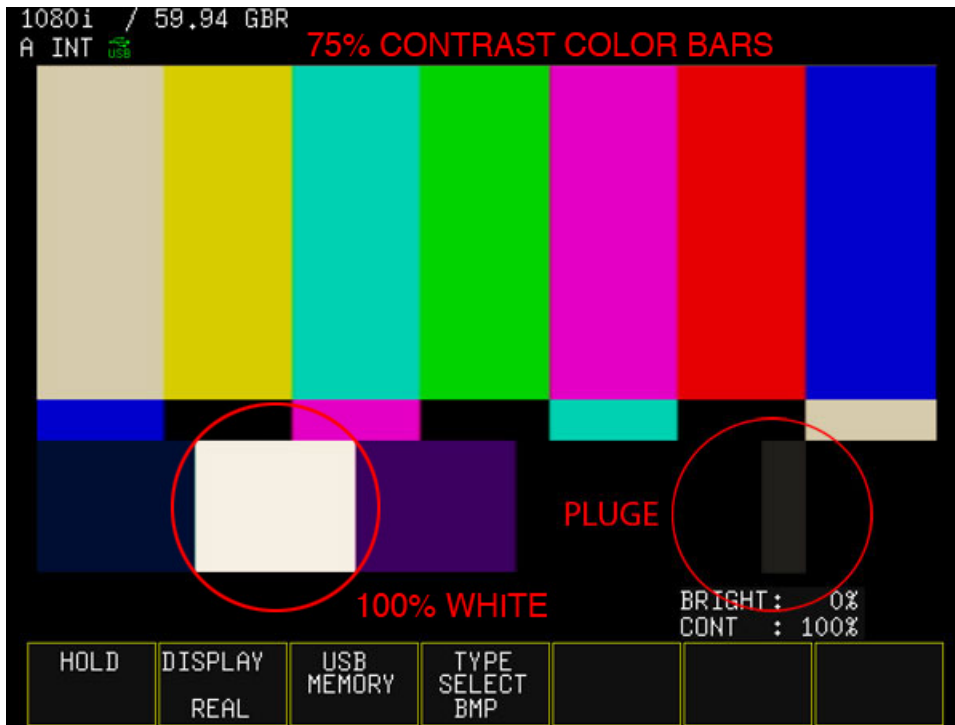 1080i / 59.94 GBR
A INT USB
75% CONTRAST COLOR BARS
PLUGE
100% WHITE
BRIGHT: 0%
CONT : 100%
HOLD
DISPLAY
REAL
USB
MEMORY
TYPE
SELECT
BMP